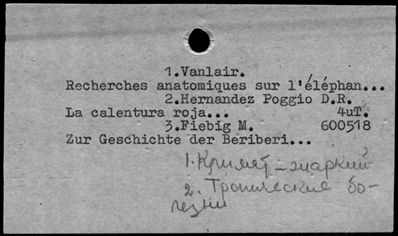 1.Vanlair.
Recherches anatomiques sur l'éléphan...
2.Hernandez Poggio D.R.
La calentura roja... 4uT.
3.Fiebig M. 600518
Zur Geschichte der Beriberi...
1. Климат - жаркий
2. Тропические бо-
лезни